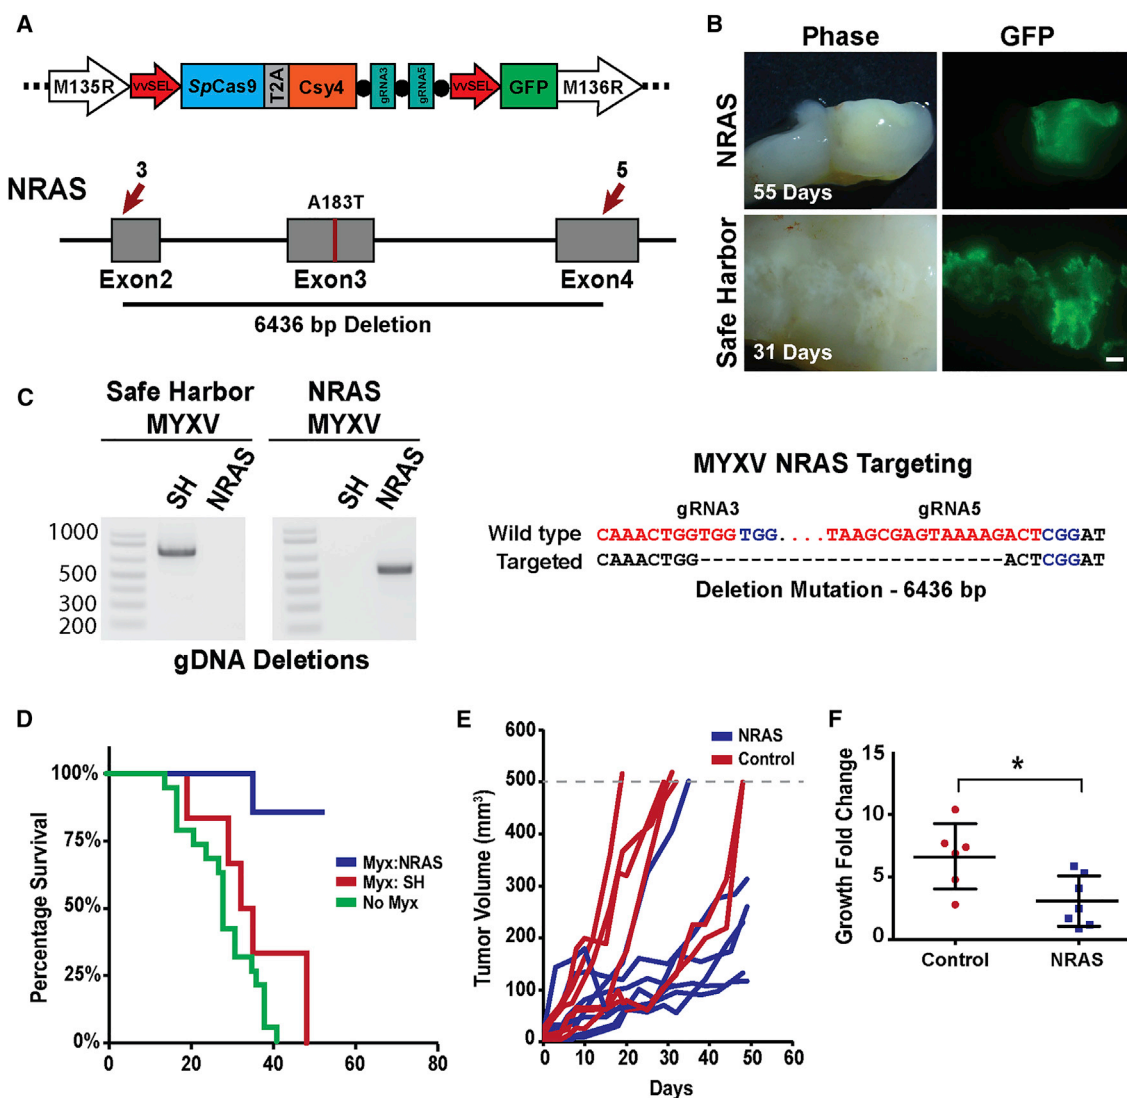 A
M135R
vvSEL
SpCas9
T2A
Csy4
gRNA3
gRNA5
vvSEL
GFP
M136R
NRAS
3
5
A183T
Exon2
Exon3
Exon4
6436 bp Deletion
B
Phase
GFP
NRAS
55 Days
Safe Harbor
31 Days
C
Safe Harbor
MYXV
NRAS
MYXV
SH
NRAS
SH
NRAS
1000
500
300
200
gDNA Deletions
MYXV NRAS Targeting
gRNA3
gRNA5
Wild type CAAACTGGTGGTGG....TAAGCGAGTAAAAGACTCGGAT
Targeted CAAACTGG------------------------------ACTCGGAT
Deletion Mutation - 6436 bp
D
Percentage Survival
100%
75%
50%
25%
0%
0 20 40 60 80
Myx:NRAS
Myx: SH
No Myx
E
Tumor Volume (mm³)
600
500
400
300
200
100
0
0 10 20 30 40 50 60
Days
NRAS
Control
F
Growth Fold Change
15
10
5
0
*
Control
NRAS